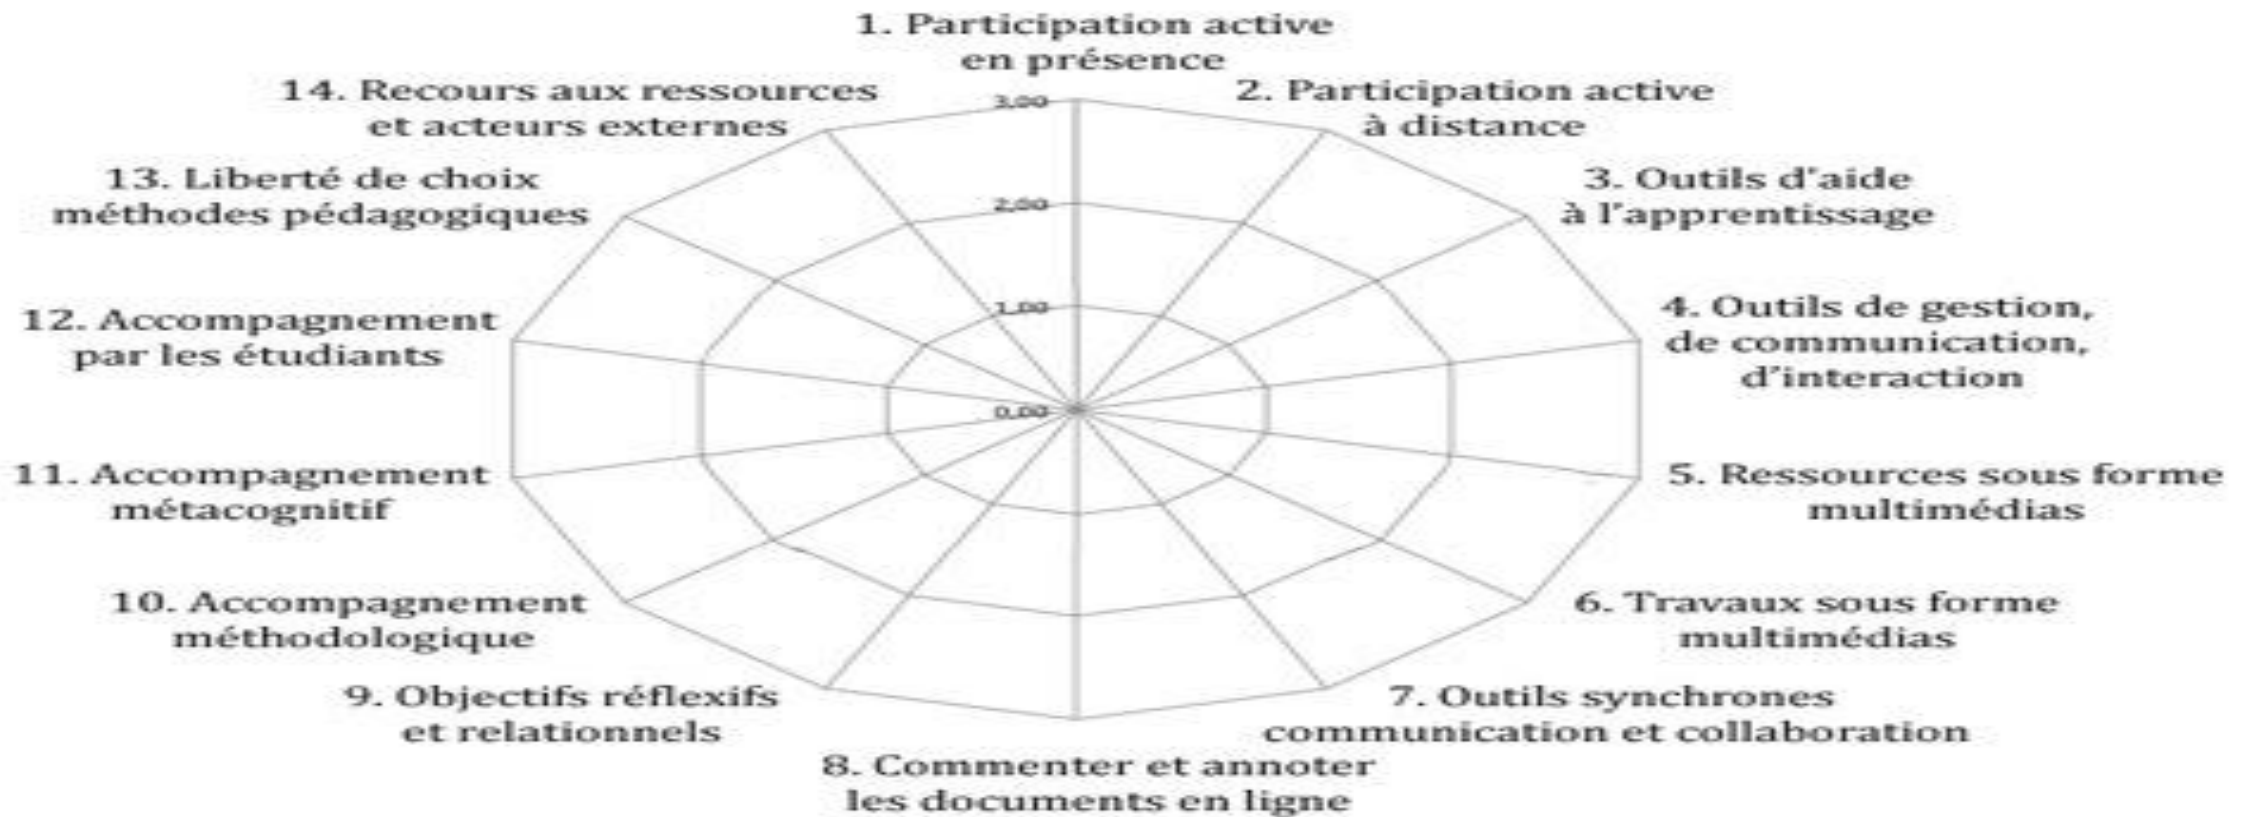 1. Participation active
en présence
2. Participation active
à distance
3. Outils d'aide
à l'apprentissage
4. Outils de gestion,
de communication,
d'interaction
5. Ressources sous forme
multimédias
6. Travaux sous forme
multimédias
7. Outils synchrones
communication et collaboration
8. Commenter et annoter
les documents en ligne
9. Objectifs réflexifs
et relationnels
10. Accompagnement
méthodologique
11. Accompagnement
métacognitif
12. Accompagnement
par les étudiants
13. Liberté de choix
méthodes pédagogiques
14. Recours aux ressources
et acteurs externes
3,00
2,00
1,00
0,00